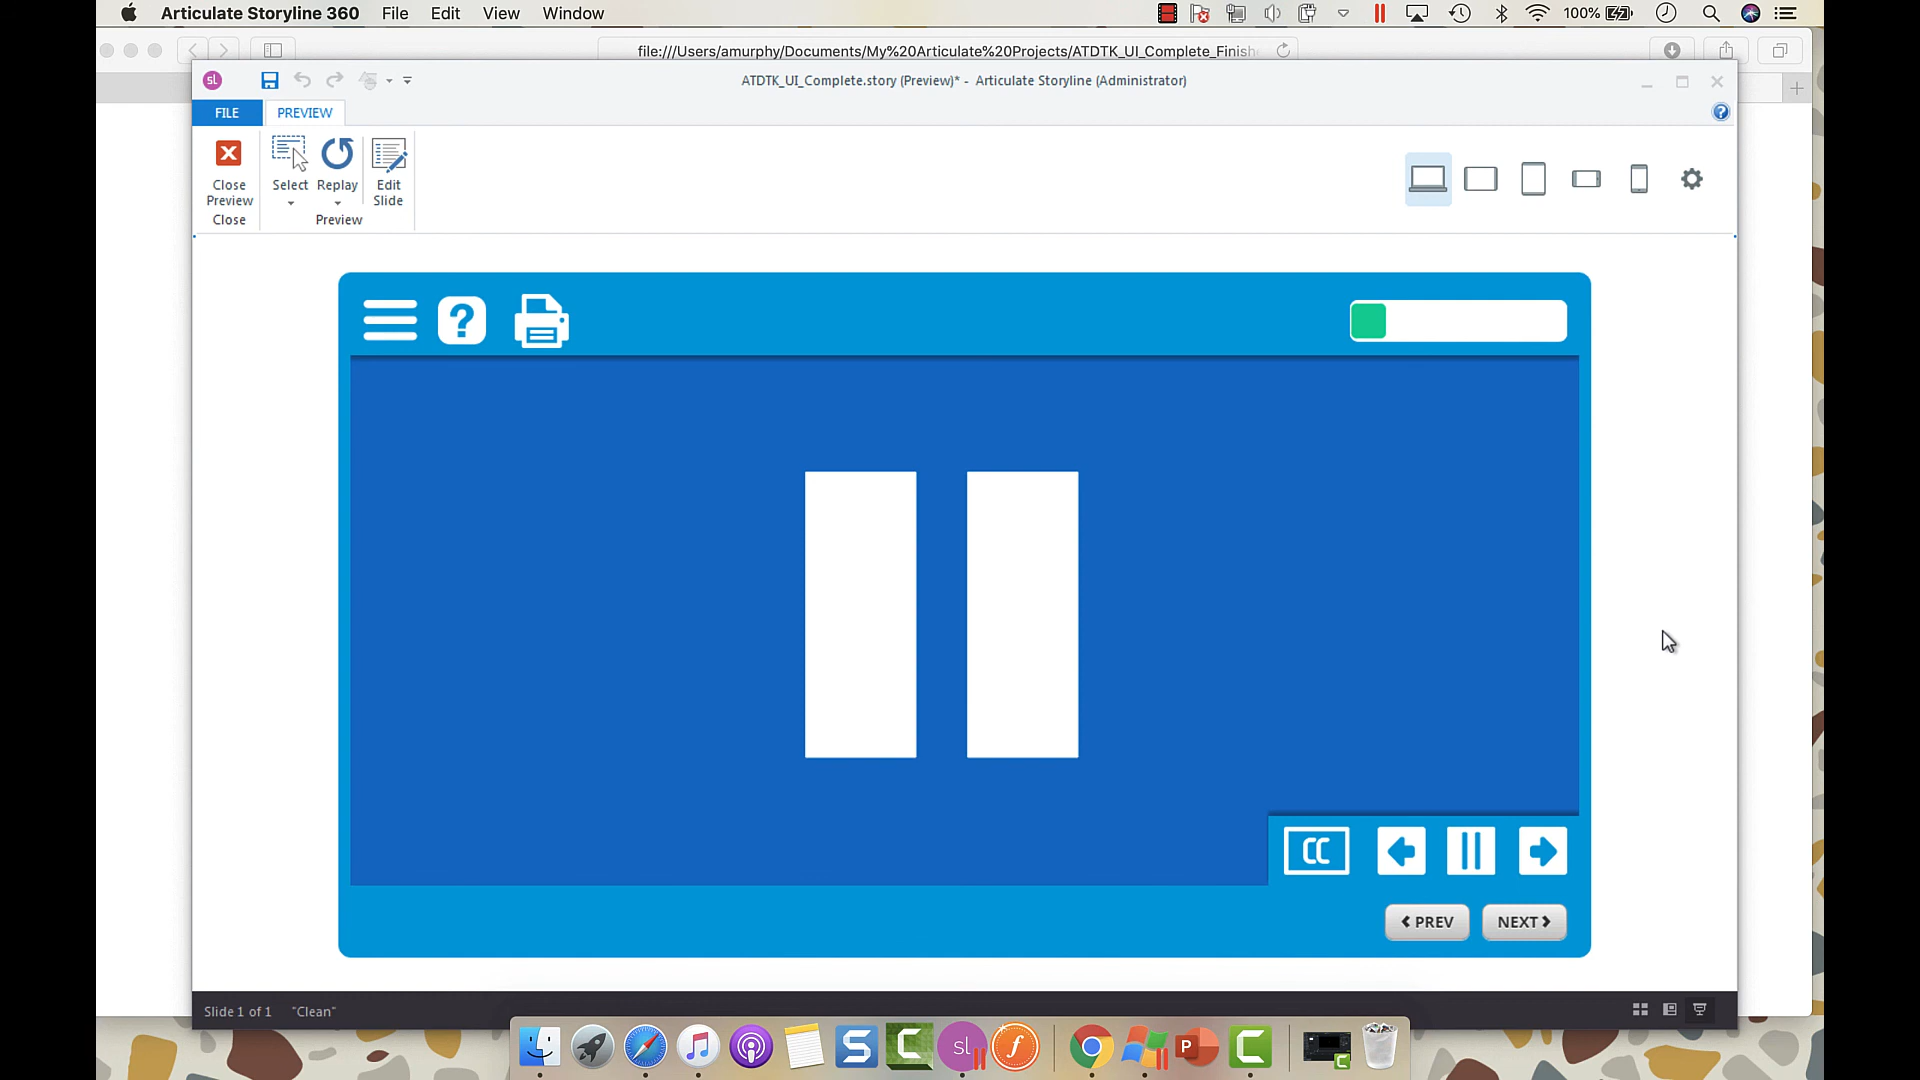 Articulate Storyline 360 File Edit View Window
100%
file:///Users/amurphy/Documents/My%20Articulate%20Projects/ATDTK_UI_Complete_Finish
sl
ATDTK_UI_Complete.story (Preview)* - Articulate Storyline (Administrator)
FILE PREVIEW
?
Close Preview
Select
Replay
Edit Slide
Close
Preview
?
CC
PREV NEXT
Slide 1 of 1 "Clean"
S C sl f P C